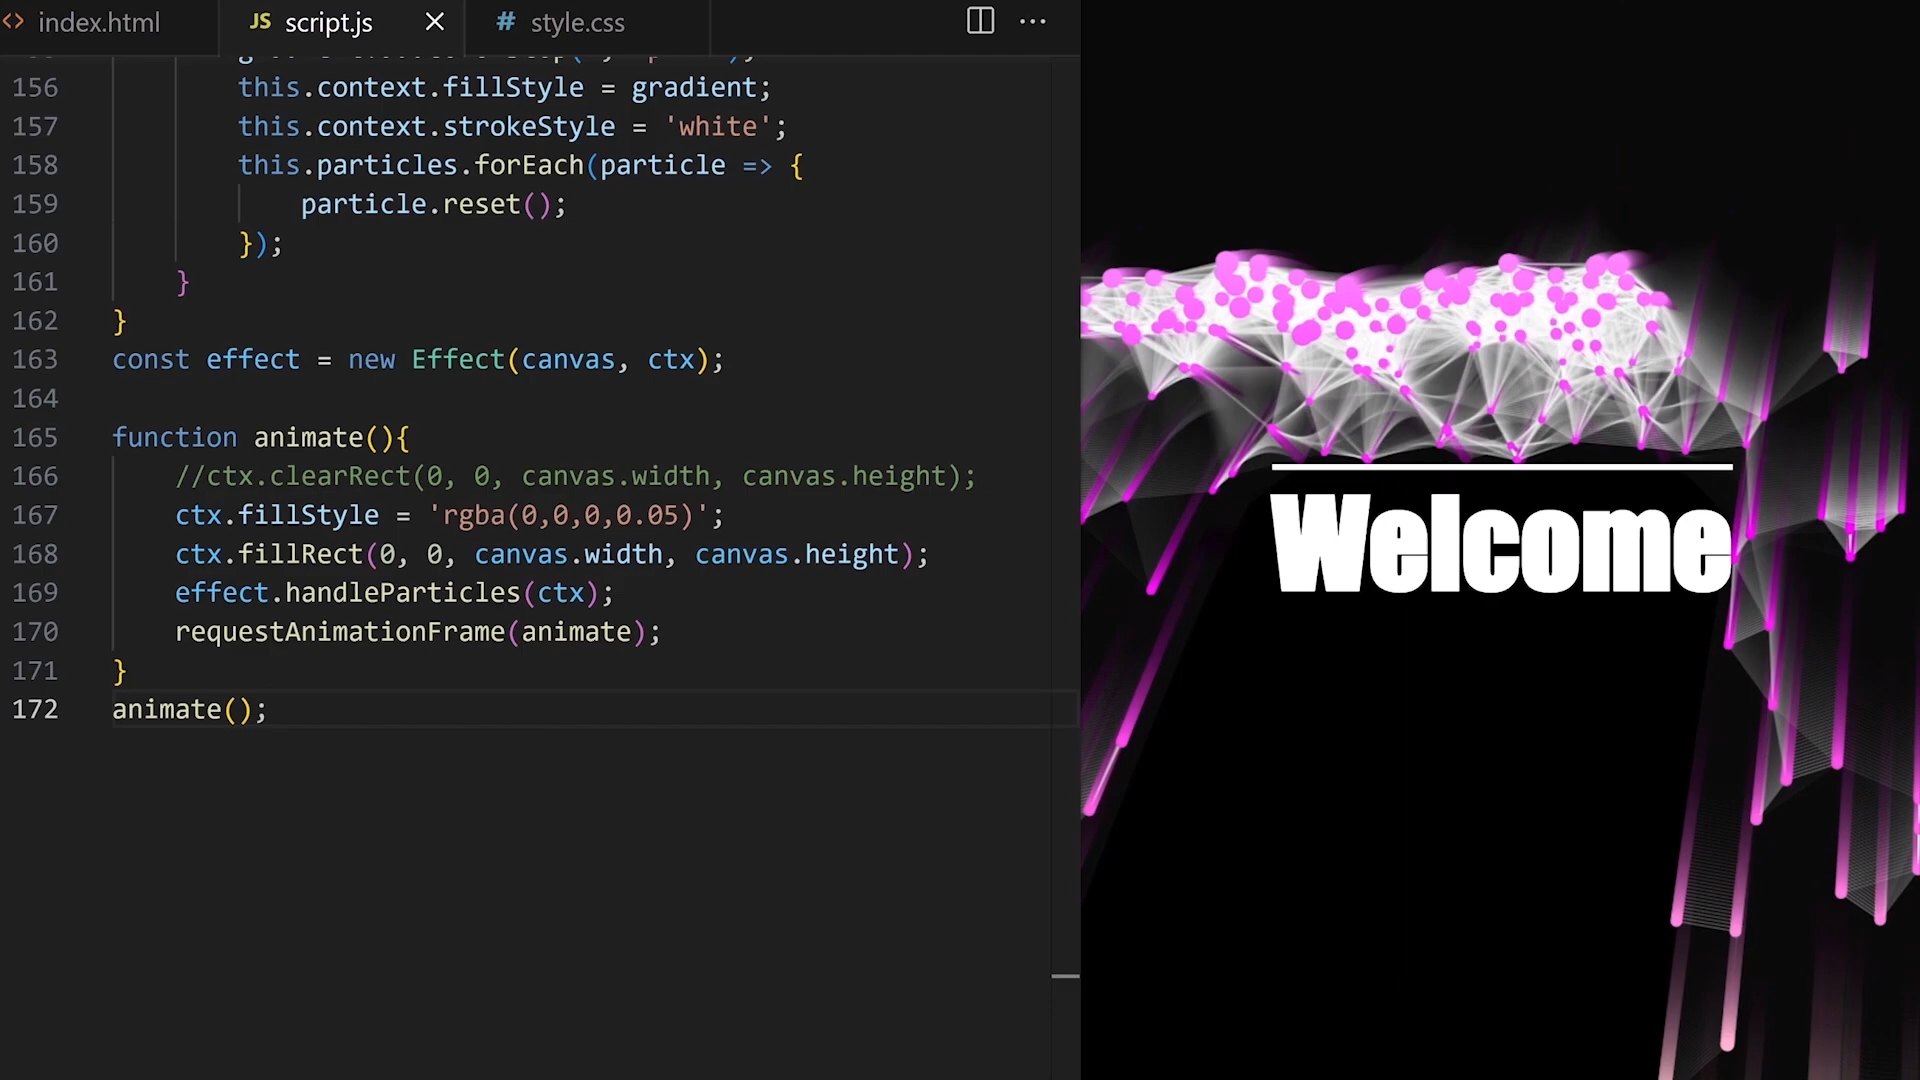 index.html
JS script.js
# style.css
156 this.context.fillStyle = gradient;
157 this.context.strokeStyle = 'white';
158 this.particles.forEach(particle => {
159 particle.reset();
160 });
161 }
162 }
163 const effect = new Effect(canvas, ctx);
164
165 function animate(){
166 //ctx.clearRect(0, 0, canvas.width, canvas.height);
167 ctx.fillStyle = 'rgba(0,0,0,0.05)';
168 ctx.fillRect(0, 0, canvas.width, canvas.height);
169 effect.handleParticles(ctx);
170 requestAnimationFrame(animate);
171 }
172 animate();
Welcome